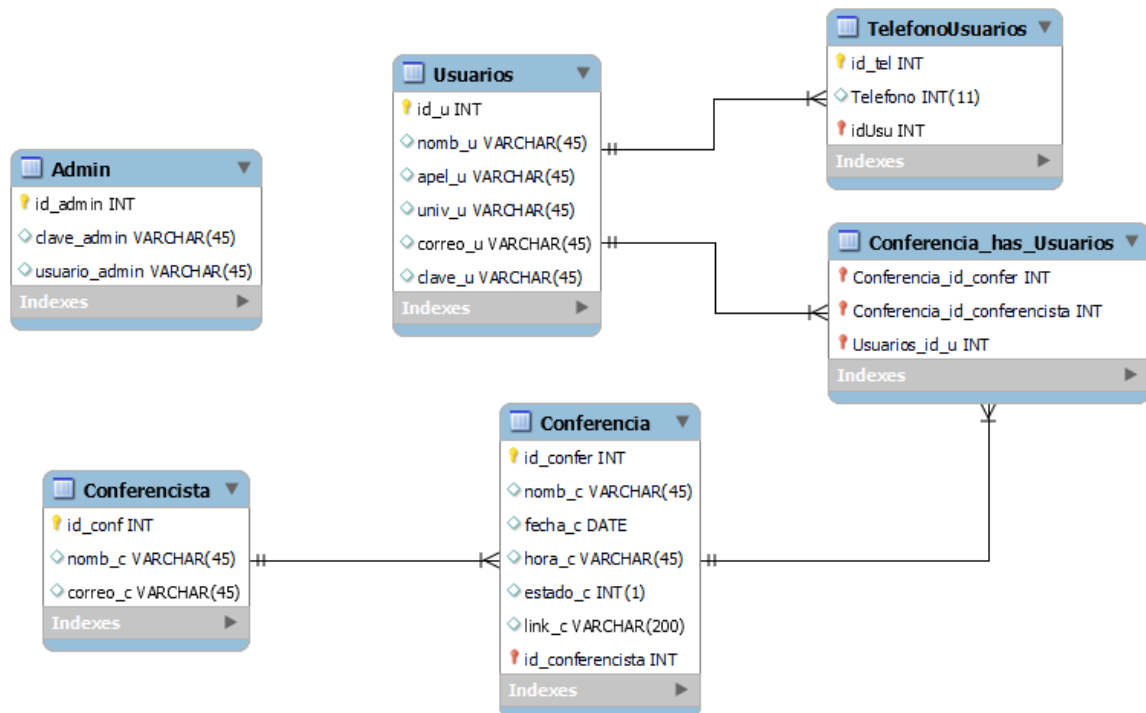 TelefonoUsuarios
id_tel INT
Telefono INT(11)
idUsu INT
Indexes
Usuarios
id_u INT
nomb_u VARCHAR(45)
apel_u VARCHAR(45)
univ_u VARCHAR(45)
correo_u VARCHAR(45)
clave_u VARCHAR(45)
Indexes
Admin
id_admin INT
clave_admin VARCHAR(45)
usuario_admin VARCHAR(45)
Indexes
Conferencia_has_Usuarios
Conferencia_id_confer INT
Conferencia_id_conferencista INT
Usuarios_id_u INT
Indexes
Conferencia
id_confer INT
nomb_c VARCHAR(45)
fecha_c DATE
hora_c VARCHAR(45)
estado_c INT(1)
link_c VARCHAR(200)
id_conferencista INT
Indexes
Conferencista
id_conf INT
nomb_c VARCHAR(45)
correo_c VARCHAR(45)
Indexes